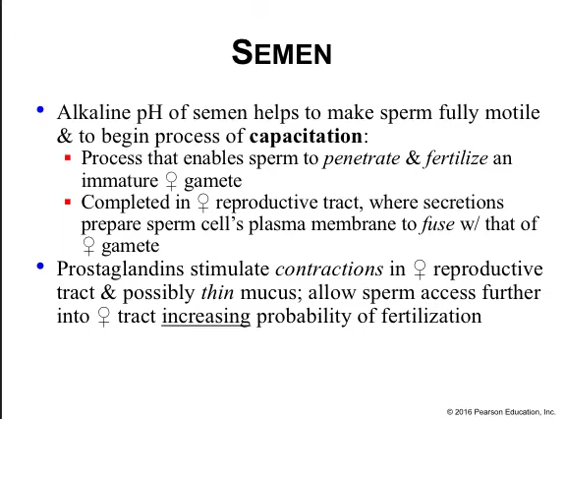 SEMEN
• Alkaline pH of semen helps to make sperm fully motile
& to begin process of capacitation:
▪ Process that enables sperm to penetrate & fertilize an
immature ♀ gamete
▪ Completed in ♀ reproductive tract, where secretions
prepare sperm cell's plasma membrane to fuse w/ that of
♀ gamete
• Prostaglandins stimulate contractions in ♀ reproductive
tract & possibly thin mucus; allow sperm access further
into ♀ tract increasing probability of fertilization
© 2016 Pearson Education, Inc.